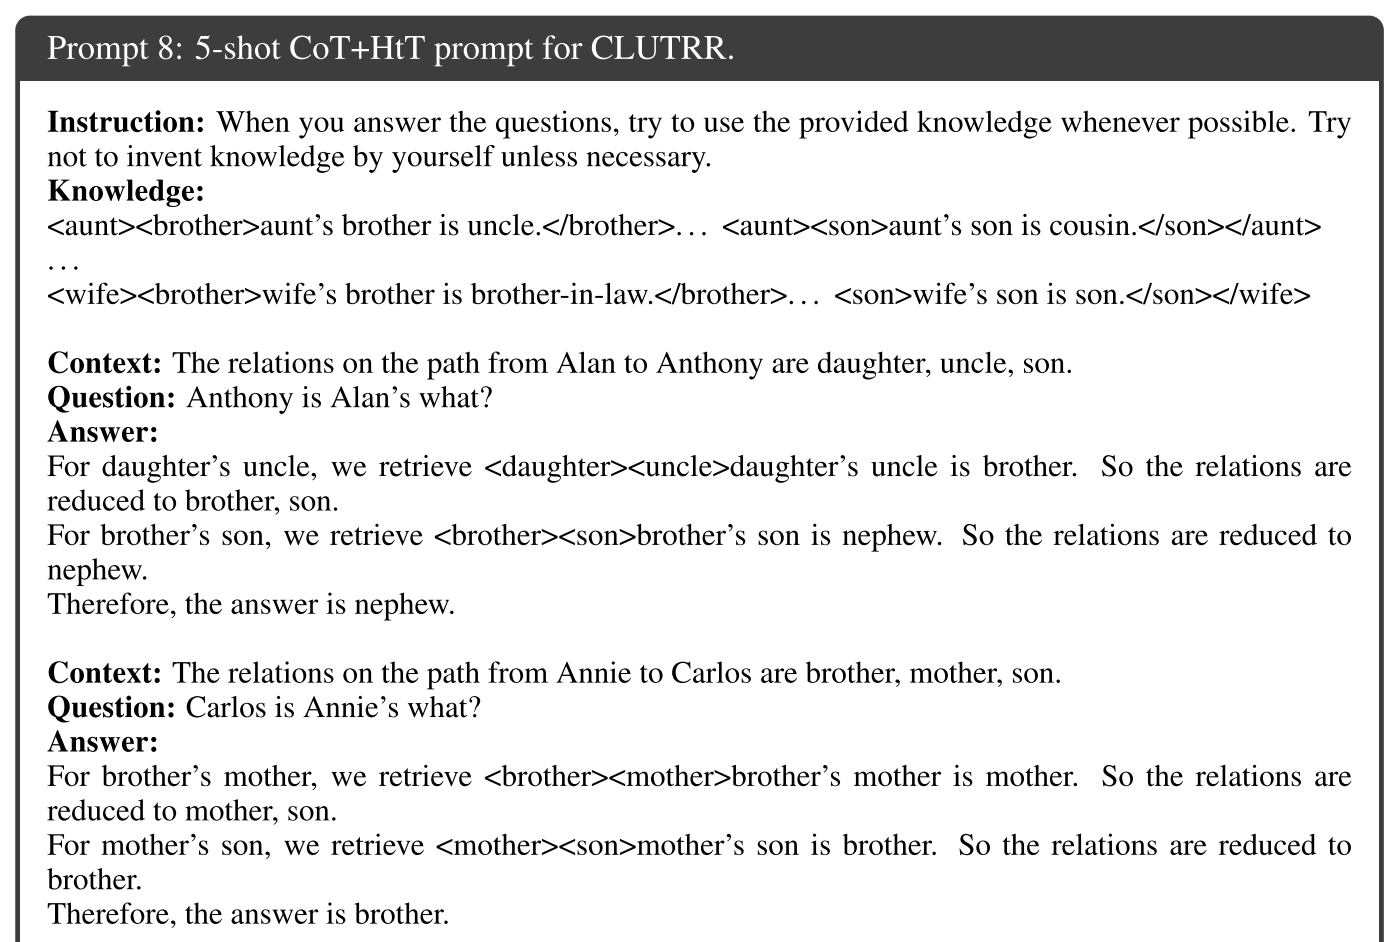 Prompt 8: 5-shot CoT+HtT prompt for CLUTRR.
Instruction: When you answer the questions, try to use the provided knowledge whenever possible. Try
not to invent knowledge by yourself unless necessary.
Knowledge:
<aunt><brother>aunt's brother is uncle.</brother>... <aunt><son>aunt's son is cousin.</son></aunt>
...
<wife><brother>wife's brother is brother-in-law.</brother>... <son>wife's son is son.</son></wife>
Context: The relations on the path from Alan to Anthony are daughter, uncle, son.
Question: Anthony is Alan's what?
Answer:
For daughter's uncle, we retrieve <daughter><uncle>daughter's uncle is brother. So the relations are
reduced to brother, son.
For brother's son, we retrieve <brother><son>brother's son is nephew. So the relations are reduced to
nephew.
Therefore, the answer is nephew.
Context: The relations on the path from Annie to Carlos are brother, mother, son.
Question: Carlos is Annie's what?
Answer:
For brother's mother, we retrieve <brother><mother>brother's mother is mother. So the relations are
reduced to mother, son.
For mother's son, we retrieve <mother><son>mother's son is brother. So the relations are reduced to
brother.
Therefore, the answer is brother.